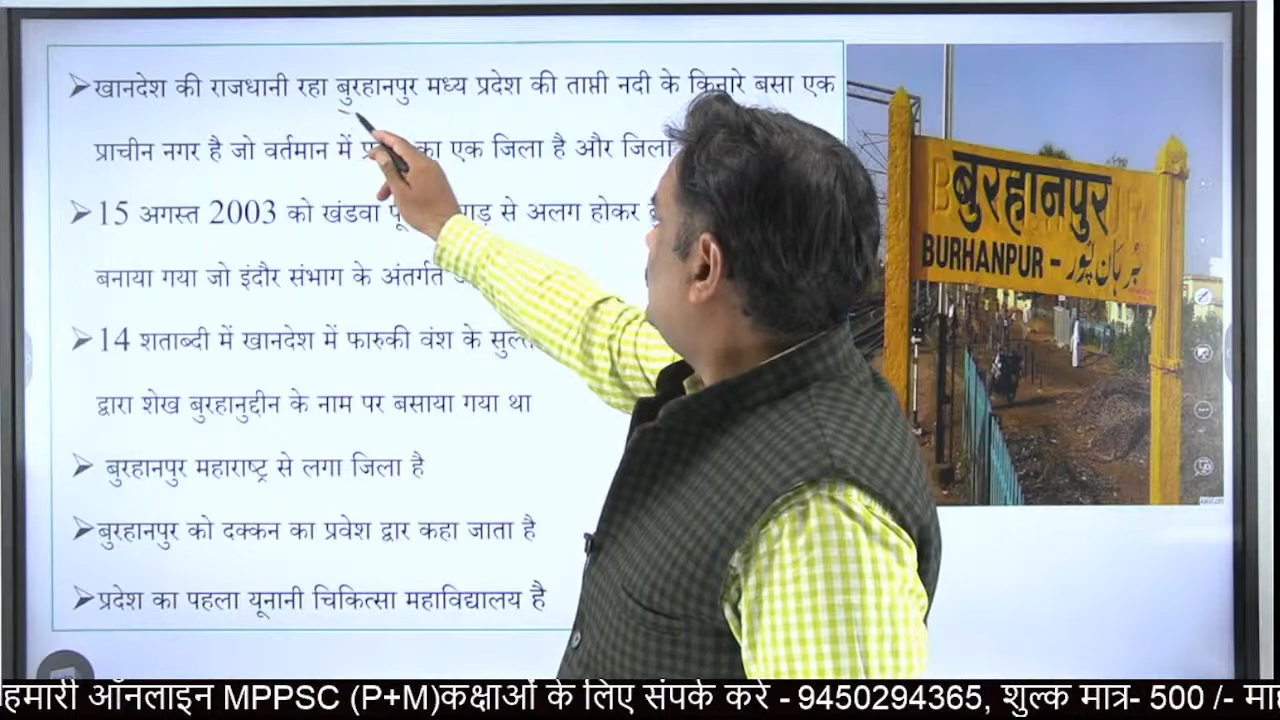 खानदेश की राजधानी रहा बुरहानपुर मध्य प्रदेश की ताप्ती नदी के किनारे बसा एक
प्राचीन नगर है जो वर्तमान में का एक जिला है और जिला
15 अगस्त 2003 को खंडवा से अलग होकर
बनाया गया जो इंदौर संभाग के अंतर्गत
14 शताब्दी में खानदेश में फारुकी वंश के
द्वारा शेख बुरहानुद्दीन के नाम पर बसाया गया था
बुरहानपुर महाराष्ट्र से लगा जिला है
बुरहानपुर को दक्कन का प्रवेश द्वार कहा जाता है
प्रदेश का पहला यूनानी चिकित्सा महाविद्यालय है
बुरहानपुर
BURHANPUR - بُرہان پُور
हमारी ऑनलाइन MPPSC (P+M)कक्षाओं के लिए संपर्क करे - 9450294365, शुल्क मात्र- 500 /-